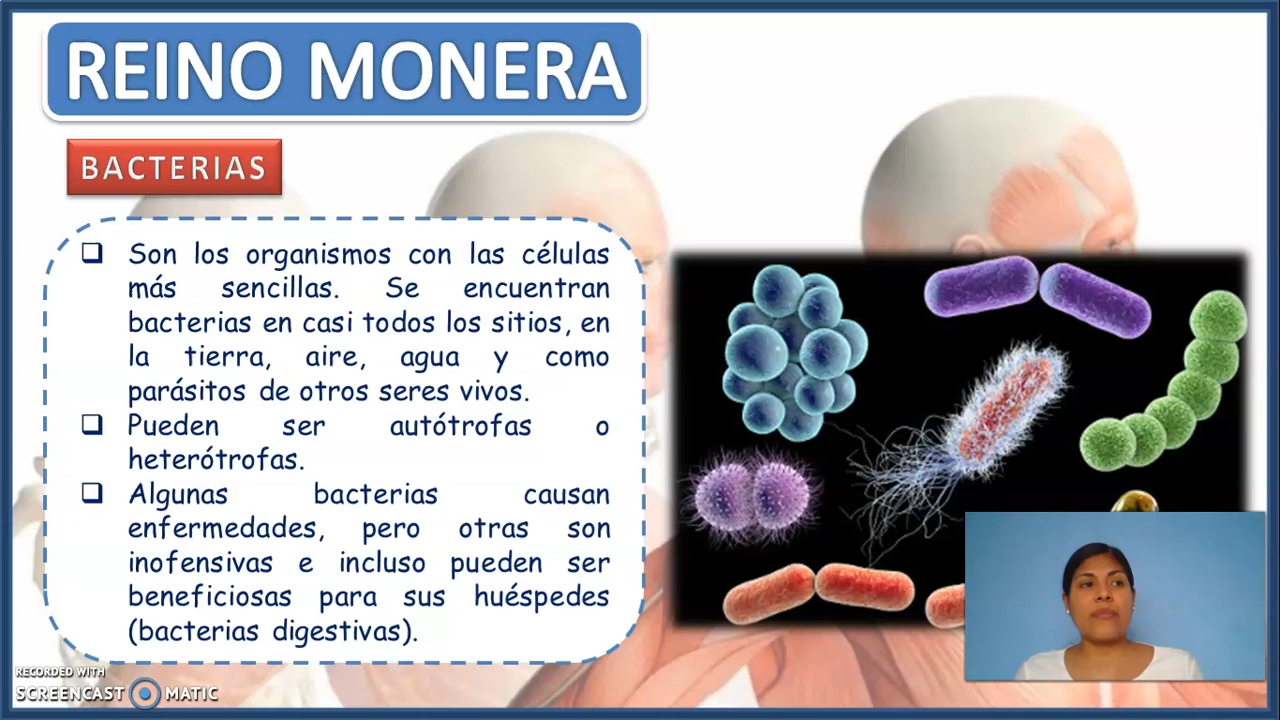 REINO MONERA
BACTERIAS
Son los organismos con las células
más sencillas. Se encuentran
bacterias en casi todos los sitios, en
la tierra, aire, agua y como
parásitos de otros seres vivos.
Pueden ser autótrofas o
heterótrofas.
Algunas bacterias causan
enfermedades, pero otras son
inofensivas e incluso pueden ser
beneficiosas para sus huéspedes
(bacterias digestivas).
RECORDED WITH
SCREENCAST MATIC